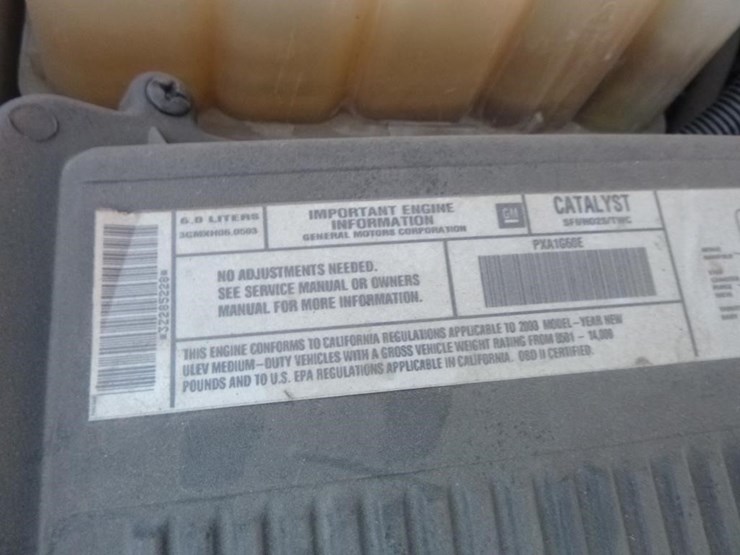 6.0 LITERS
IMPORTANT ENGINE
INFORMATION
GENERAL MOTORS CORPORATION
GM
CATALYST
NO ADJUSTMENTS NEEDED.
SEE SERVICE MANUAL OR OWNERS
MANUAL FOR MORE INFORMATION.
PXA1G60E
*32285228*
THIS ENGINE CONFORMS TO CALIFORNIA REGULATIONS APPLICABLE TO 2003 MODEL-YEAR NEW
ULEV MEDIUM-DUTY VEHICLES WITH A GROSS VEHICLE WEIGHT RATING FROM 8501 - 14,000
POUNDS AND TO U.S. EPA REGULATIONS APPLICABLE IN CALIFORNIA. OBD II CERTIFIED.